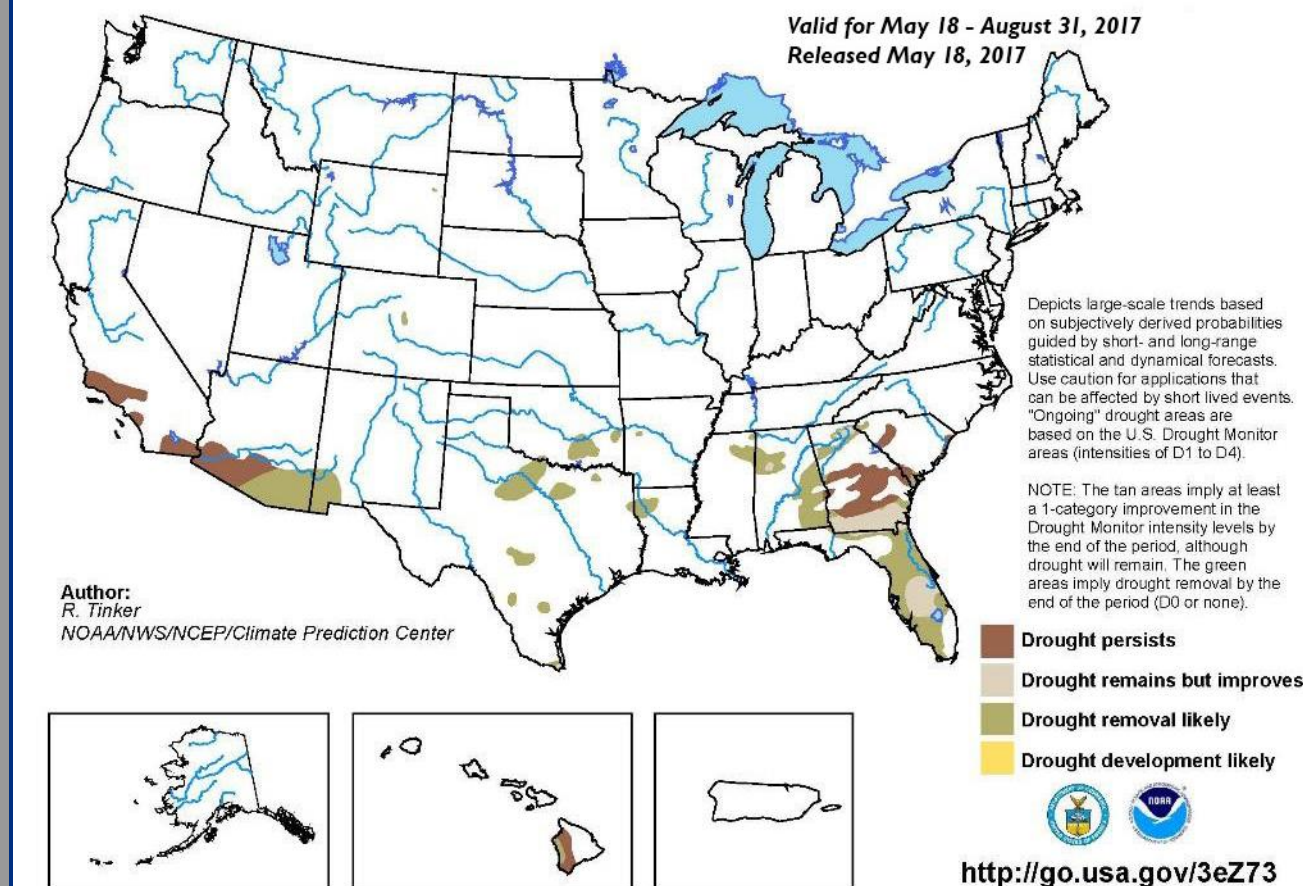 Valid for May 18 - August 31, 2017
Released May 18, 2017
Depicts large-scale trends based
on subjectively derived probabilities
guided by short- and long-range
statistical and dynamical forecasts.
Use caution for applications that
can be affected by short lived events.
"Ongoing" drought areas are
based on the U.S. Drought Monitor
areas (intensities of D1 to D4).
NOTE: The tan areas imply at least
a 1-category improvement in the
Drought Monitor intensity levels by
the end of the period, although
drought will remain. The green
areas imply drought removal by the
end of the period (D0 or none).
Author:
R. Tinker
NOAA/NWS/NCEP/Climate Prediction Center
Drought persists
Drought remains but improves
Drought removal likely
Drought development likely
NOAA
http://go.usa.gov/3eZ73